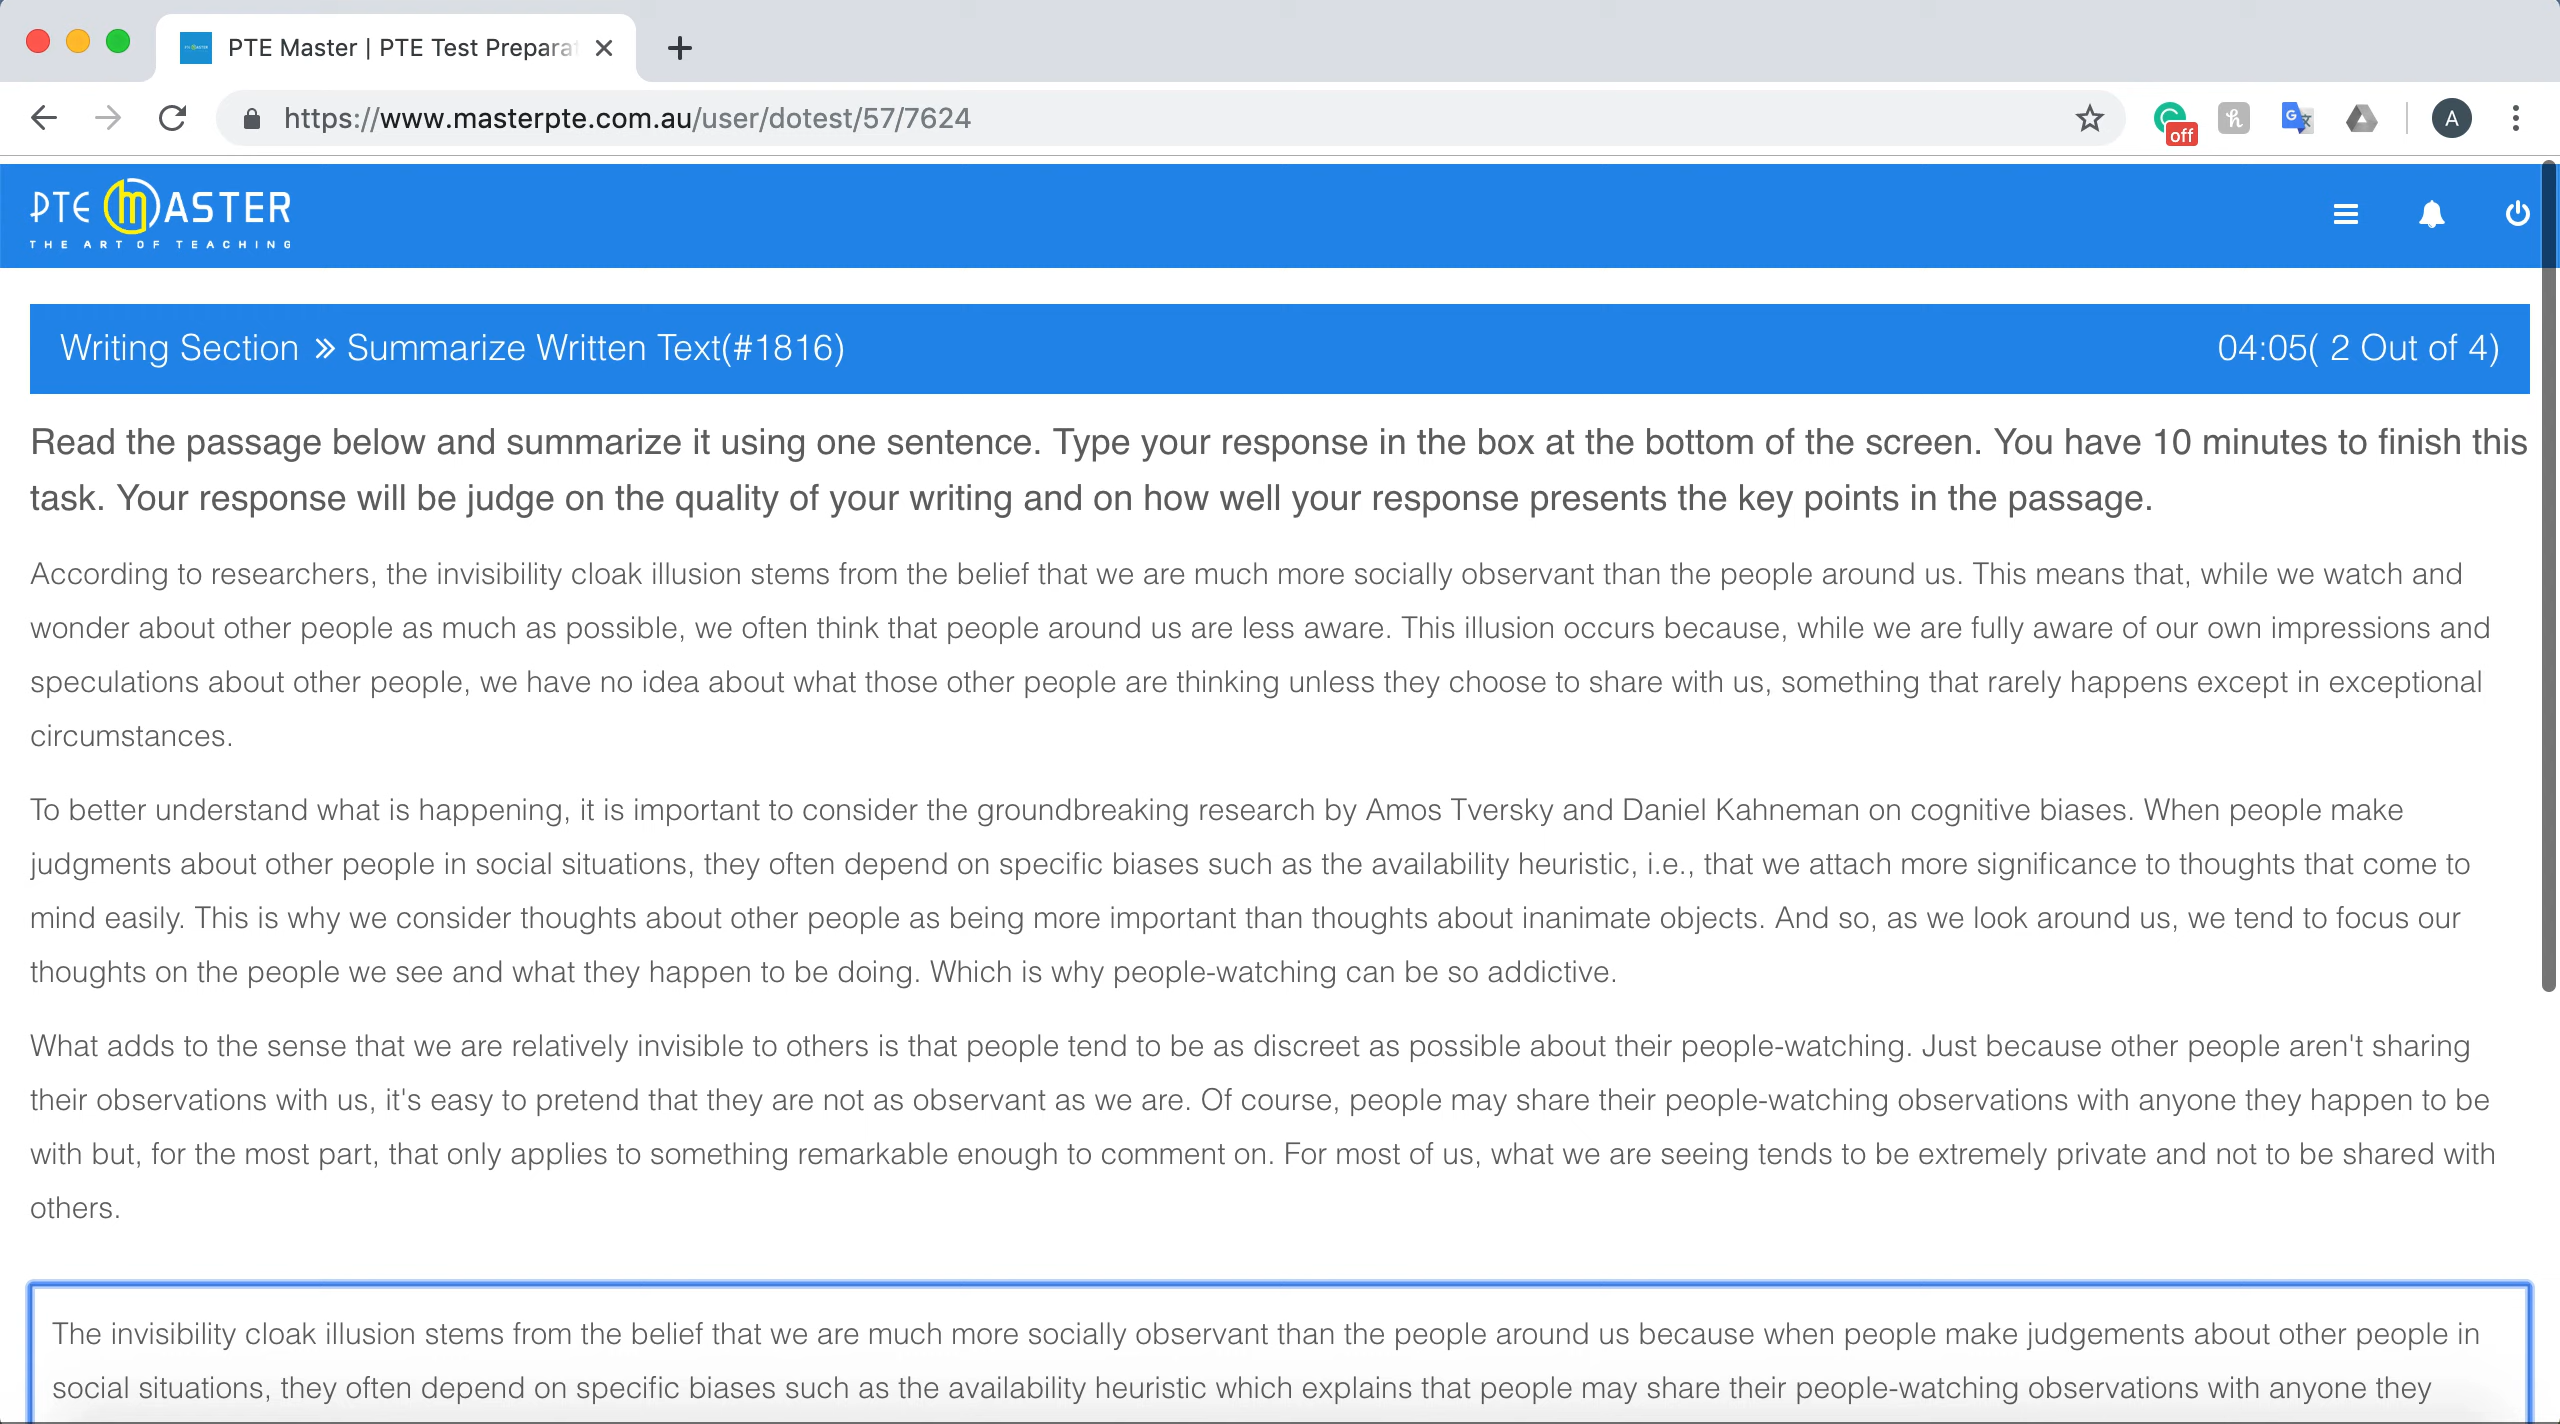 PTE Master | PTE Test Prepara
https://www.masterpte.com.au/user/dotest/57/7624
off
A
PTE MASTER
THE ART OF TEACHING
Writing Section » Summarize Written Text(#1816)
04:05( 2 Out of 4)
Read the passage below and summarize it using one sentence. Type your response in the box at the bottom of the screen. You have 10 minutes to finish this
task. Your response will be judge on the quality of your writing and on how well your response presents the key points in the passage.
According to researchers, the invisibility cloak illusion stems from the belief that we are much more socially observant than the people around us. This means that, while we watch and
wonder about other people as much as possible, we often think that people around us are less aware. This illusion occurs because, while we are fully aware of our own impressions and
speculations about other people, we have no idea about what those other people are thinking unless they choose to share with us, something that rarely happens except in exceptional
circumstances.
To better understand what is happening, it is important to consider the groundbreaking research by Amos Tversky and Daniel Kahneman on cognitive biases. When people make
judgments about other people in social situations, they often depend on specific biases such as the availability heuristic, i.e., that we attach more significance to thoughts that come to
mind easily. This is why we consider thoughts about other people as being more important than thoughts about inanimate objects. And so, as we look around us, we tend to focus our
thoughts on the people we see and what they happen to be doing. Which is why people-watching can be so addictive.
What adds to the sense that we are relatively invisible to others is that people tend to be as discreet as possible about their people-watching. Just because other people aren't sharing
their observations with us, it's easy to pretend that they are not as observant as we are. Of course, people may share their people-watching observations with anyone they happen to be
with but, for the most part, that only applies to something remarkable enough to comment on. For most of us, what we are seeing tends to be extremely private and not to be shared with
others.
The invisibility cloak illusion stems from the belief that we are much more socially observant than the people around us because when people make judgements about other people in
social situations, they often depend on specific biases such as the availability heuristic which explains that people may share their people-watching observations with anyone they